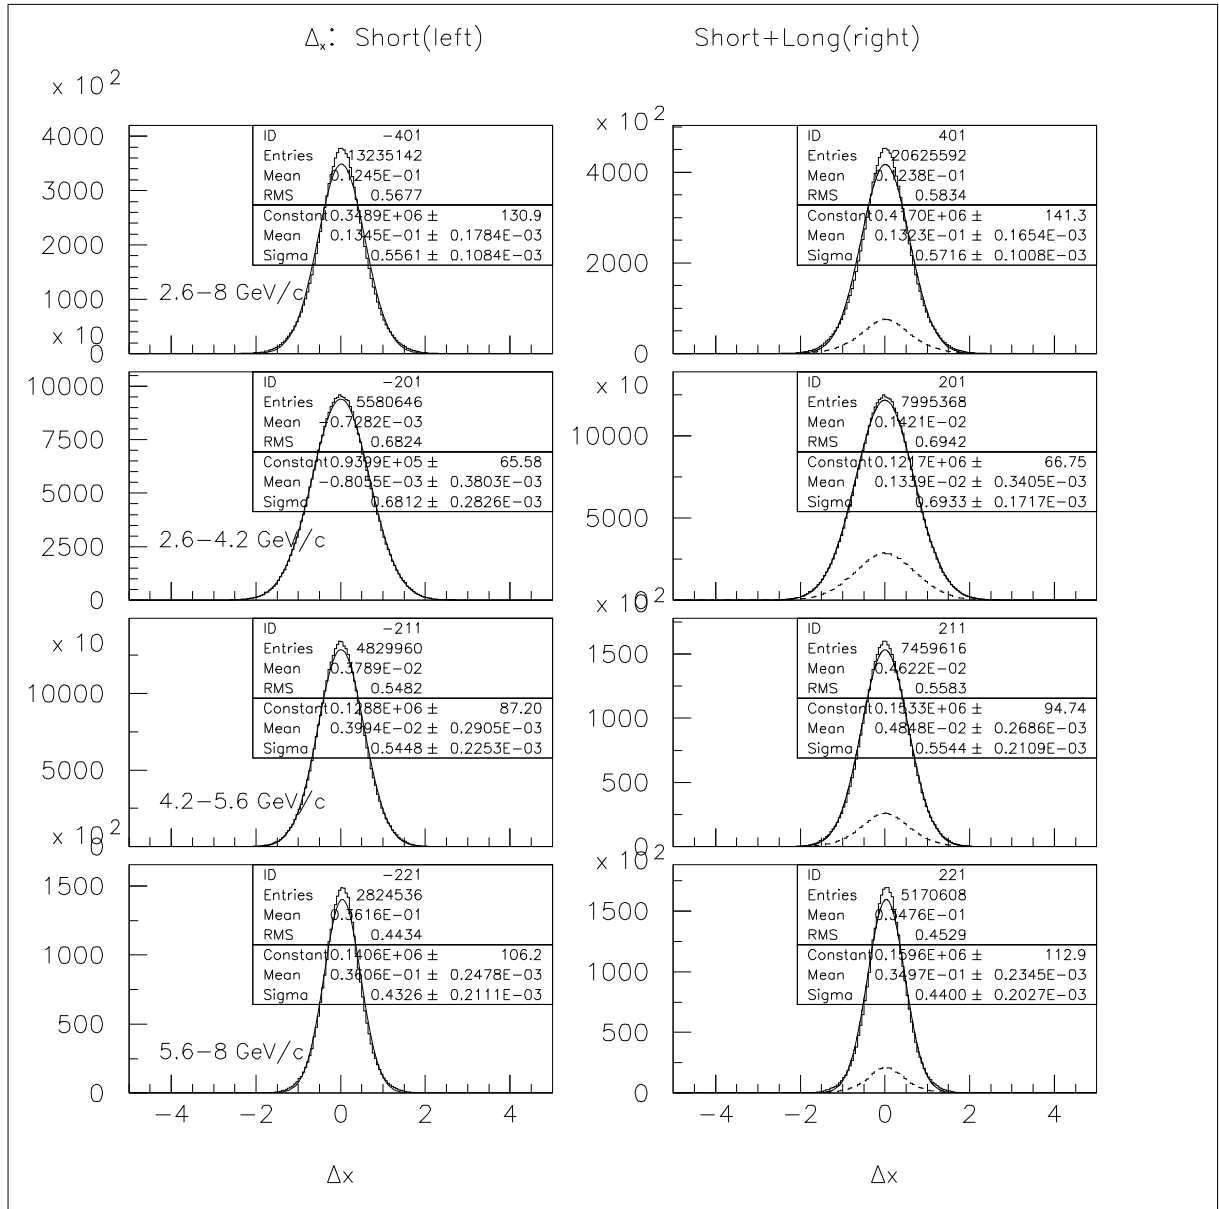 Δx: Short(left) Short+Long(right)
x 10²
4000
3000
2000
1000
0
ID -401
Entries 13235142
Mean 0.1245E-01
RMS 0.5677
Constant 0.3489E+06 ± 130.9
Mean 0.1345E-01 ± 0.1784E-03
Sigma 0.5561 ± 0.1084E-03
2.6-8 GeV/c
x 10²
4000
2000
0
ID 401
Entries 20625592
Mean 0.1238E-01
RMS 0.5834
Constant 0.4170E+06 ± 141.3
Mean 0.1323E-01 ± 0.1654E-03
Sigma 0.5716 ± 0.1008E-03
x 10
10000
7500
5000
2500
0
ID -201
Entries 5580646
Mean -0.7282E-03
RMS 0.6824
Constant 0.9399E+05 ± 65.58
Mean -0.8055E-03 ± 0.3803E-03
Sigma 0.6812 ± 0.2826E-03
2.6-4.2 GeV/c
x 10
10000
5000
0
ID 201
Entries 7995368
Mean 0.1421E-02
RMS 0.6942
Constant 0.1217E+06 ± 66.75
Mean 0.1339E-02 ± 0.3405E-03
Sigma 0.6933 ± 0.1717E-03
x 10
10000
5000
0
ID -211
Entries 4829960
Mean 0.3789E-02
RMS 0.5482
Constant 0.1288E+06 ± 87.20
Mean 0.3994E-02 ± 0.2905E-03
Sigma 0.5448 ± 0.2253E-03
4.2-5.6 GeV/c
x 10²
1500
1000
500
0
ID 211
Entries 7459616
Mean 0.4622E-02
RMS 0.5583
Constant 0.1533E+06 ± 94.74
Mean 0.4848E-02 ± 0.2686E-03
Sigma 0.5544 ± 0.2109E-03
x 10²
1500
1000
500
0
ID -221
Entries 2824536
Mean 0.3616E-01
RMS 0.4434
Constant 0.1406E+06 ± 106.2
Mean 0.3606E-01 ± 0.2478E-03
Sigma 0.4326 ± 0.2111E-03
5.6-8 GeV/c
-4 -2 0 2 4
Δx
x 10²
1500
1000
500
0
ID 221
Entries 5170608
Mean 0.3476E-01
RMS 0.4529
Constant 0.1596E+06 ± 112.9
Mean 0.3497E-01 ± 0.2345E-03
Sigma 0.4400 ± 0.2027E-03
-4 -2 0 2 4
Δx